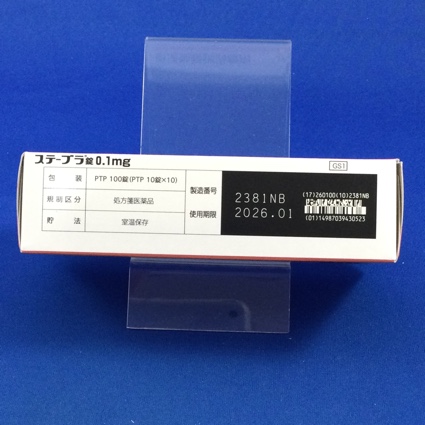 ステーブラ錠0.1mg
GS1
包装 PTP 100錠(PTP 10錠×10)
規制区分 処方箋医薬品
貯法 室温保存
製造番号 2381NB
使用期限 2026.01
(17)260100(10)2381NB
(01)14987039430523